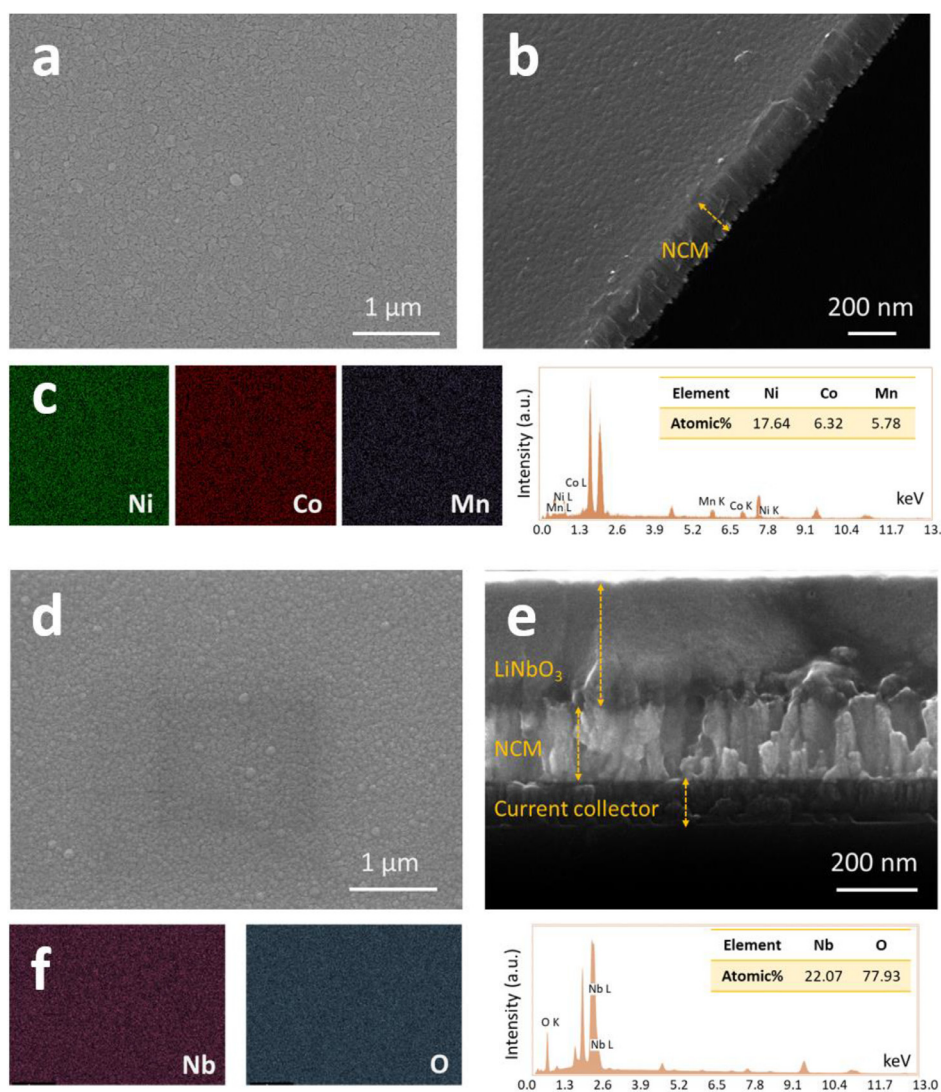 a
1 μm
b
NCM
200 nm
c
Ni
Co
Mn
Intensity (a.u.)
Element Ni Co Mn
Atomic% 17.64 6.32 5.78
Co L
Ni L
Mn L
Mn K
Co K
Ni K
keV
0.0 1.3 2.6 3.9 5.2 6.5 7.8 9.1 10.4 11.7 13.
d
1 μm
e
LiNbO₃
NCM
Current collector
200 nm
f
Nb
O
Intensity (a.u.)
Element Nb O
Atomic% 22.07 77.93
Nb L
O K
Nb L
keV
0.0 1.3 2.6 3.9 5.2 6.5 7.8 9.1 10.4 11.7 13.0